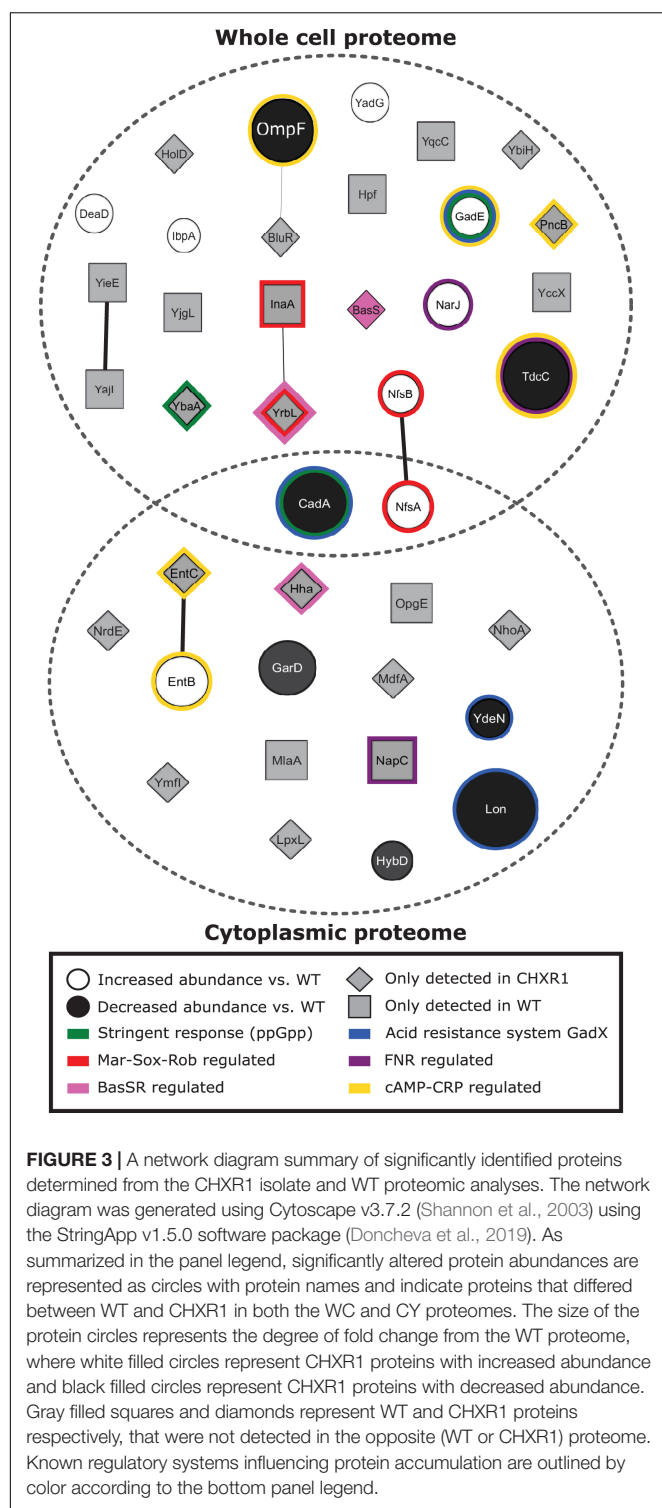 Whole cell proteome
YadG
OmpF
YqcC
YbiH
HolD
Hpf
DeaD
GadE
PncB
IbpA
BluR
YieE
InaA
BasS
NarJ
YccX
YjgL
TdcC
YajI
NfsB
YbaA
YrbL
CadA
NfsA
EntC
Hha
OpgE
NrdE
NhoA
GarD
EntB
MdfA
YdeN
MlaA
NapC
YmfI
Lon
LpxL
HybD
Cytoplasmic proteome
Increased abundance vs. WT
Only detected in CHXR1
Decreased abundance vs. WT
Only detected in WT
Stringent response (ppGpp)
Acid resistance system GadX
Mar-Sox-Rob regulated
FNR regulated
BasSR regulated
cAMP-CRP regulated
FIGURE 3 | A network diagram summary of significantly identified proteins
determined from the CHXR1 isolate and WT proteomic analyses. The network
diagram was generated using Cytoscape v3.7.2 (Shannon et al., 2003) using
the StringApp v1.5.0 software package (Doncheva et al., 2019). As
summarized in the panel legend, significantly altered protein abundances are
represented as circles with protein names and indicate proteins that differed
between WT and CHXR1 in both the WC and CY proteomes. The size of the
protein circles represents the degree of fold change from the WT proteome,
where white filled circles represent CHXR1 proteins with increased abundance
and black filled circles represent CHXR1 proteins with decreased abundance.
Gray filled squares and diamonds represent WT and CHXR1 proteins
respectively, that were not detected in the opposite (WT or CHXR1) proteome.
Known regulatory systems influencing protein accumulation are outlined by
color according to the bottom panel legend.